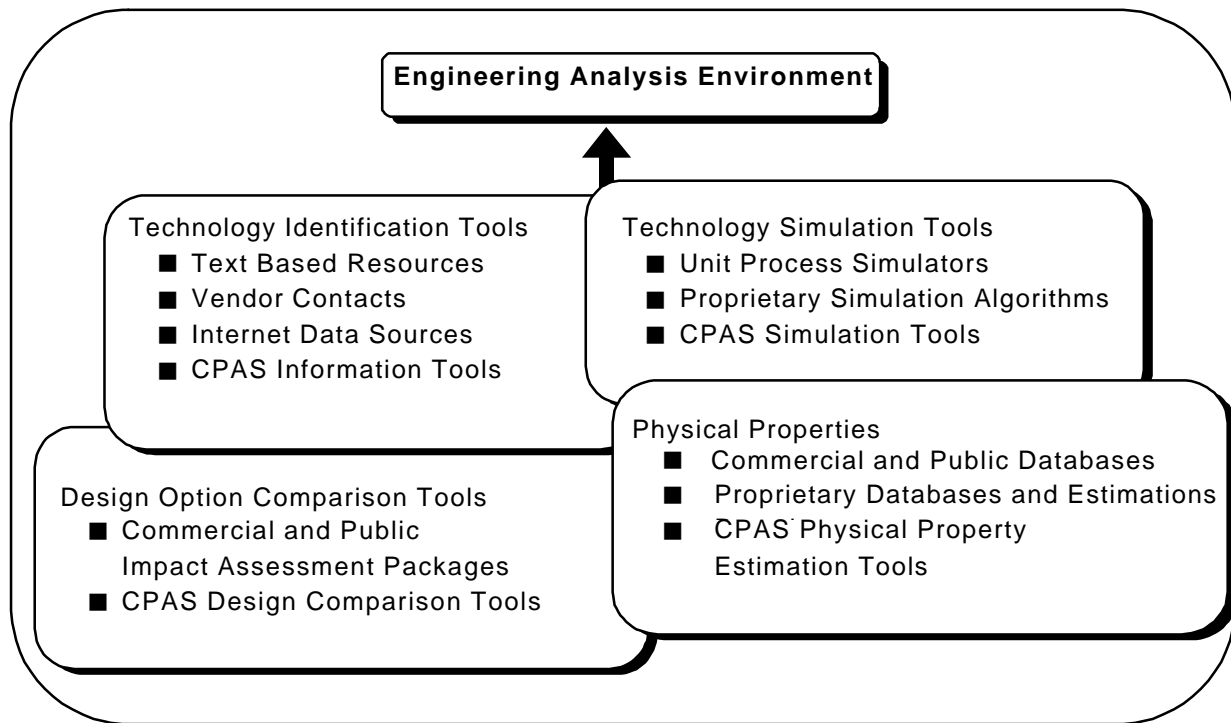 Engineering Analysis Environment
Technology Identification Tools
■ Text Based Resources
■ Vendor Contacts
■ Internet Data Sources
■ CPAS Information Tools
Technology Simulation Tools
■ Unit Process Simulators
■ Proprietary Simulation Algorithms
■ CPAS Simulation Tools
Design Option Comparison Tools
■ Commercial and Public
Impact Assessment Packages
■ CPAS Design Comparison Tools
Physical Properties
■ Commercial and Public Databases
■ Proprietary Databases and Estimations
■ CPAS Physical Property
Estimation Tools